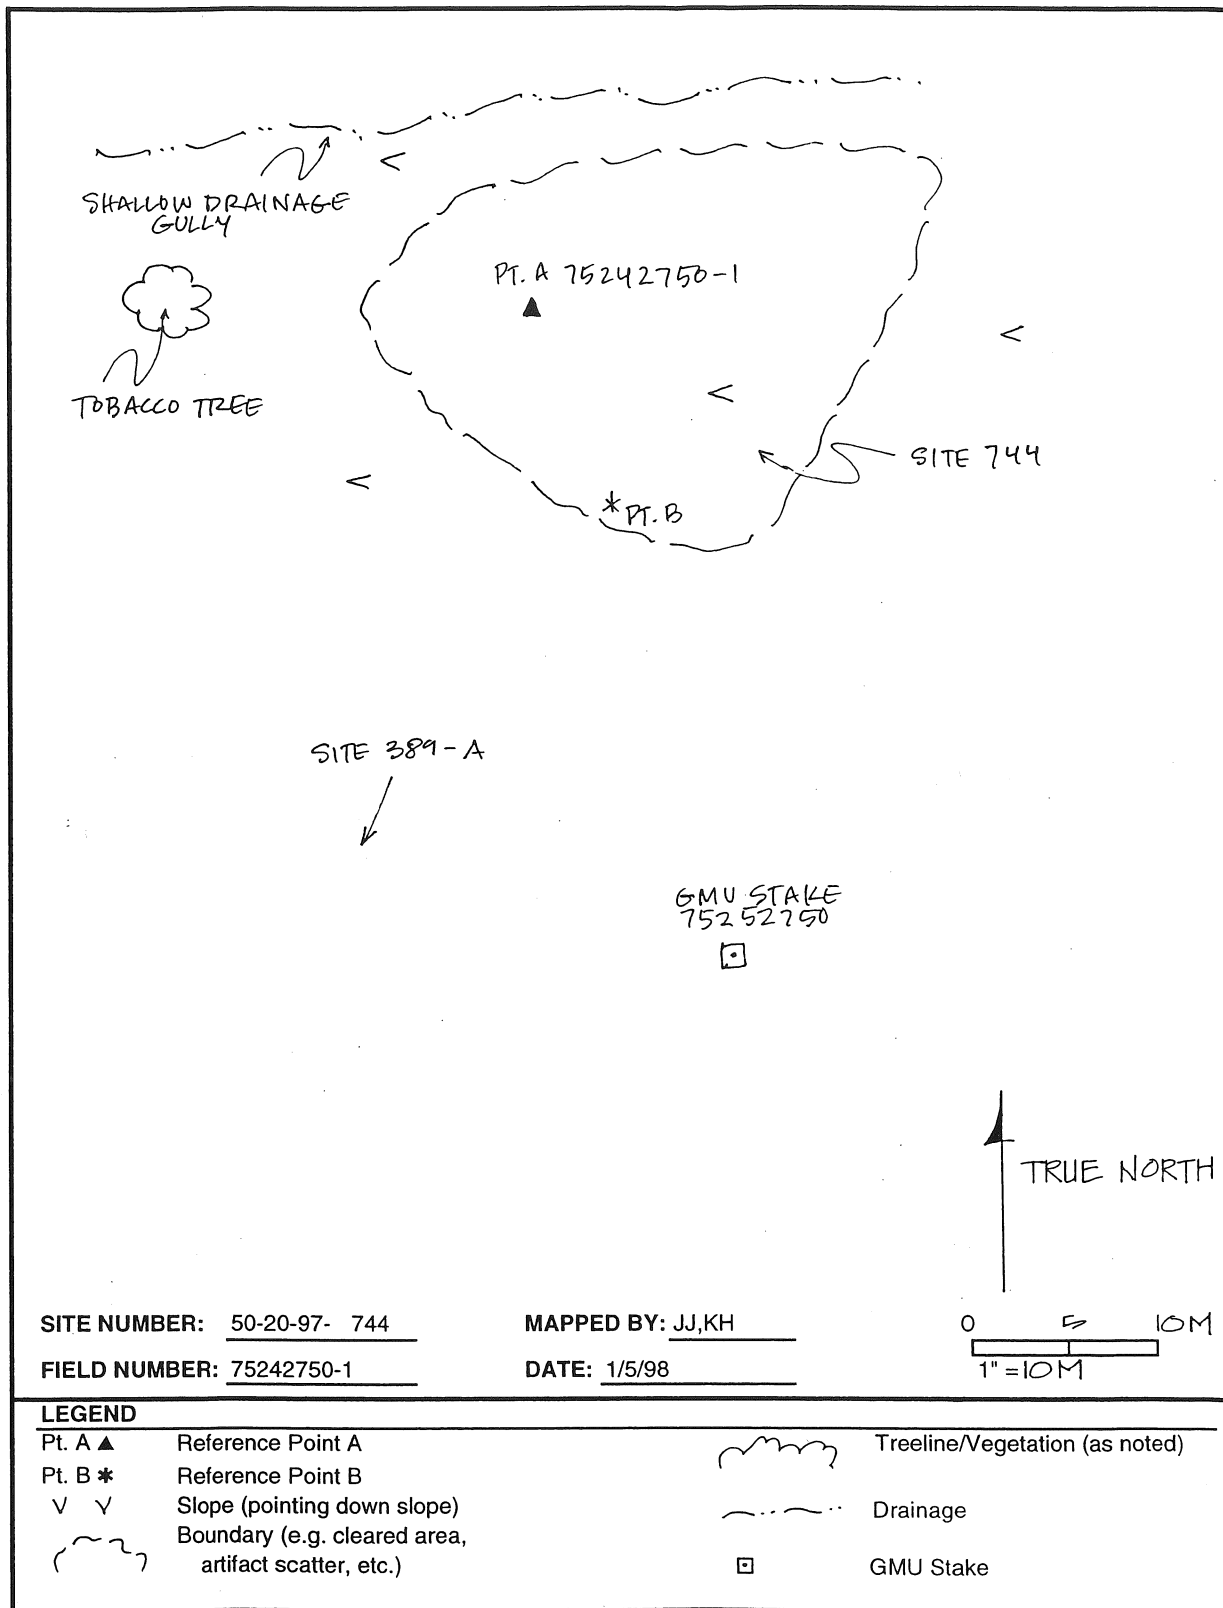 SHALLOW DRAINAGE
GULLY
PT. A 75242750-1
TOBACCO TREE
SITE 744
PT. B
SITE 389-A
GMU STAKE
75252750
TRUE NORTH
SITE NUMBER: 50-20-97- 744
MAPPED BY: JJ,KH
0 5 10M
FIELD NUMBER: 75242750-1
DATE: 1/5/98
1"=10M
LEGEND
Pt. A ▲ Reference Point A
Treeline/Vegetation (as noted)
Pt. B * Reference Point B
V V Slope (pointing down slope)
Drainage
Boundary (e.g. cleared area,
artifact scatter, etc.)
GMU Stake